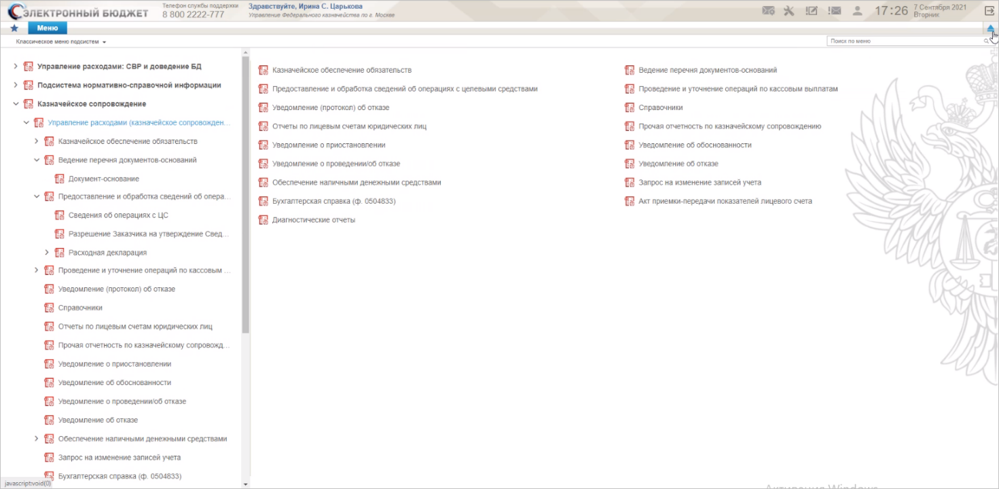 ЭЛЕКТРОННЫЙ БЮДЖЕТ
Телефон службы поддержки
8 800 2222-777
Здравствуйте, Ирина С. Царькова
Управление Федерального казначейства по г. Москве
17:26
7 Сентября 2021
Вторник
Меню
Классическое меню подсистем
Поиск по меню
Управление расходами: СВР и доведение БД
Подсистема нормативно-справочной информации
Казначейское сопровождение
Управление расходами (казначейское сопровожден...
Казначейское обеспечение обязательств
Ведение перечня документов-оснований
Документ-основание
Предоставление и обработка сведений об опера...
Сведения об операциях с ЦС
Разрешение Заказчика на утверждение Свед...
Расходная декларация
Проведение и уточнение операций по кассовым ...
Уведомление (протокол) об отказе
Справочники
Отчеты по лицевым счетам юридических лиц
Прочая отчетность по казначейскому сопровожд...
Уведомление о приостановлении
Уведомление об обоснованности
Уведомление о проведении/об отказе
Уведомление об отказе
Обеспечение наличными денежными средствами
Запрос на изменение записей учета
Бухгалтерская справка (ф. 0504833)
Казначейское обеспечение обязательств
Предоставление и обработка сведений об операциях с целевыми средствами
Уведомление (протокол) об отказе
Отчеты по лицевым счетам юридических лиц
Уведомление о приостановлении
Уведомление о проведении/об отказе
Обеспечение наличными денежными средствами
Бухгалтерская справка (ф. 0504833)
Диагностические отчеты
Ведение перечня документов-оснований
Проведение и уточнение операций по кассовым выплатам
Справочники
Прочая отчетность по казначейскому сопровождению
Уведомление об обоснованности
Уведомление об отказе
Запрос на изменение записей учета
Акт приемки-передачи показателей лицевого счета
javascript:void(0)
Активация Windows